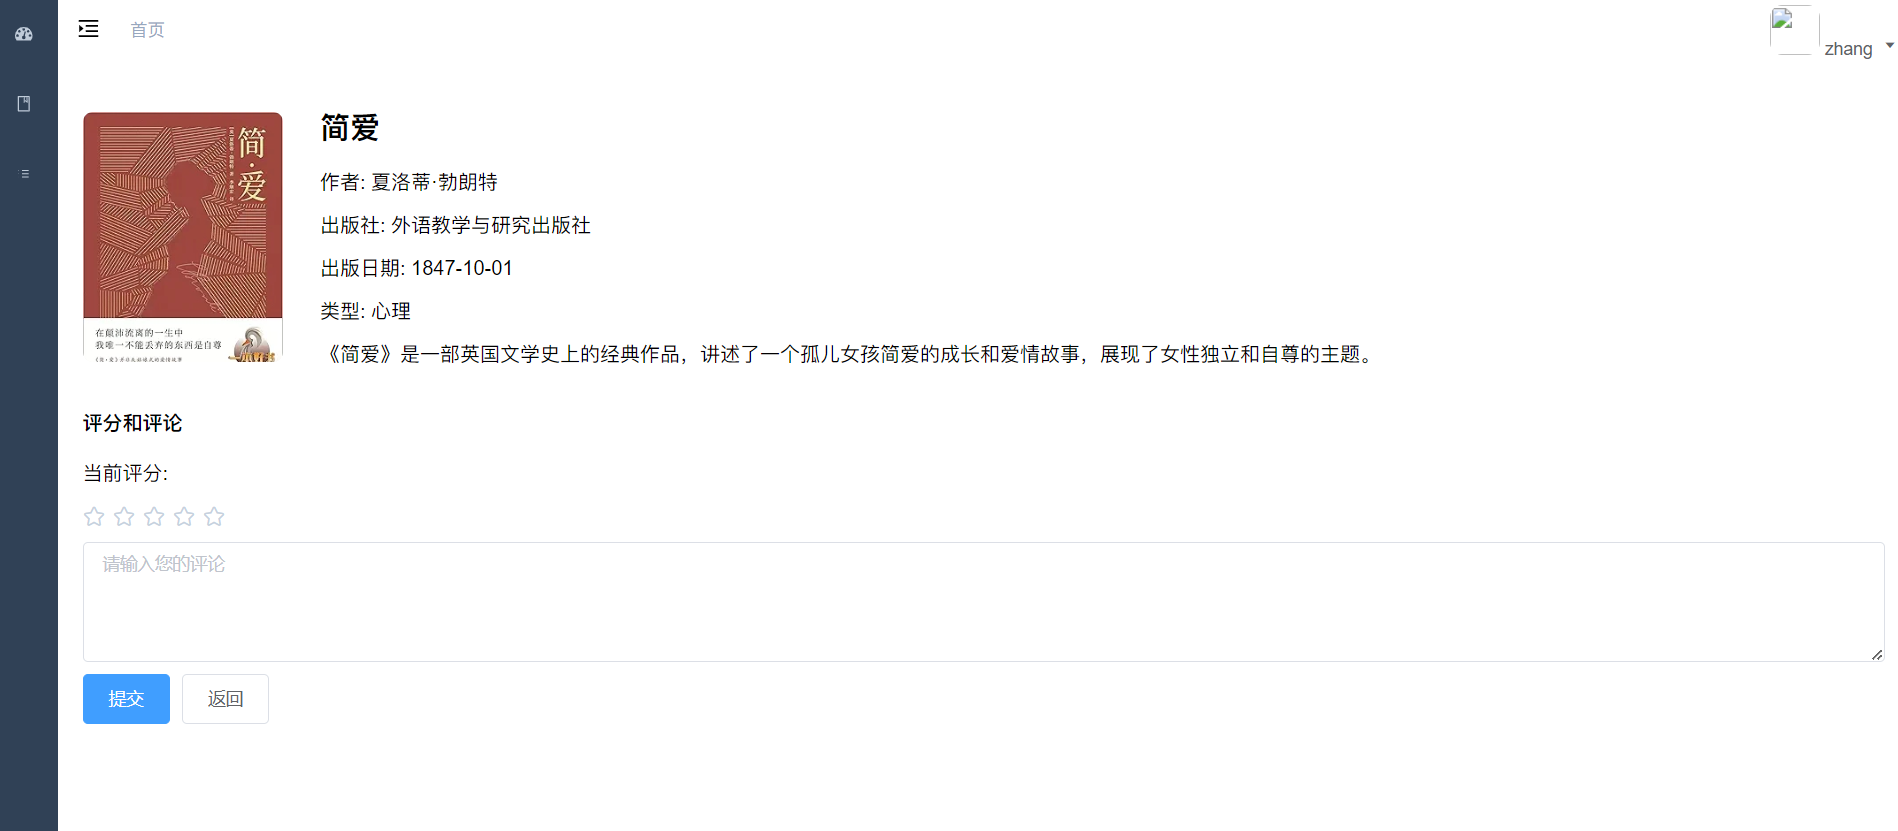 首页
zhang
简·爱
在颠沛流离的一生中
我唯一不能丢弃的东西是自尊
简爱
作者: 夏洛蒂·勃朗特
出版社: 外语教学与研究出版社
出版日期: 1847-10-01
类型: 心理
《简爱》是一部英国文学史上的经典作品，讲述了一个孤儿女孩简爱的成长和爱情故事，展现了女性独立和自尊的主题。
评分和评论
当前评分:
请输入您的评论
提交
返回